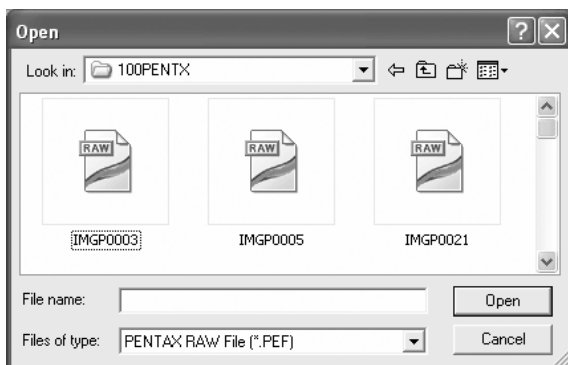 Open
Look in: 100PENTX
RAW RAW RAW
IMGP0003 IMGP0005 IMGP0021
File name: Open
Files of type: PENTAX RAW File (*.PEF) Cancel